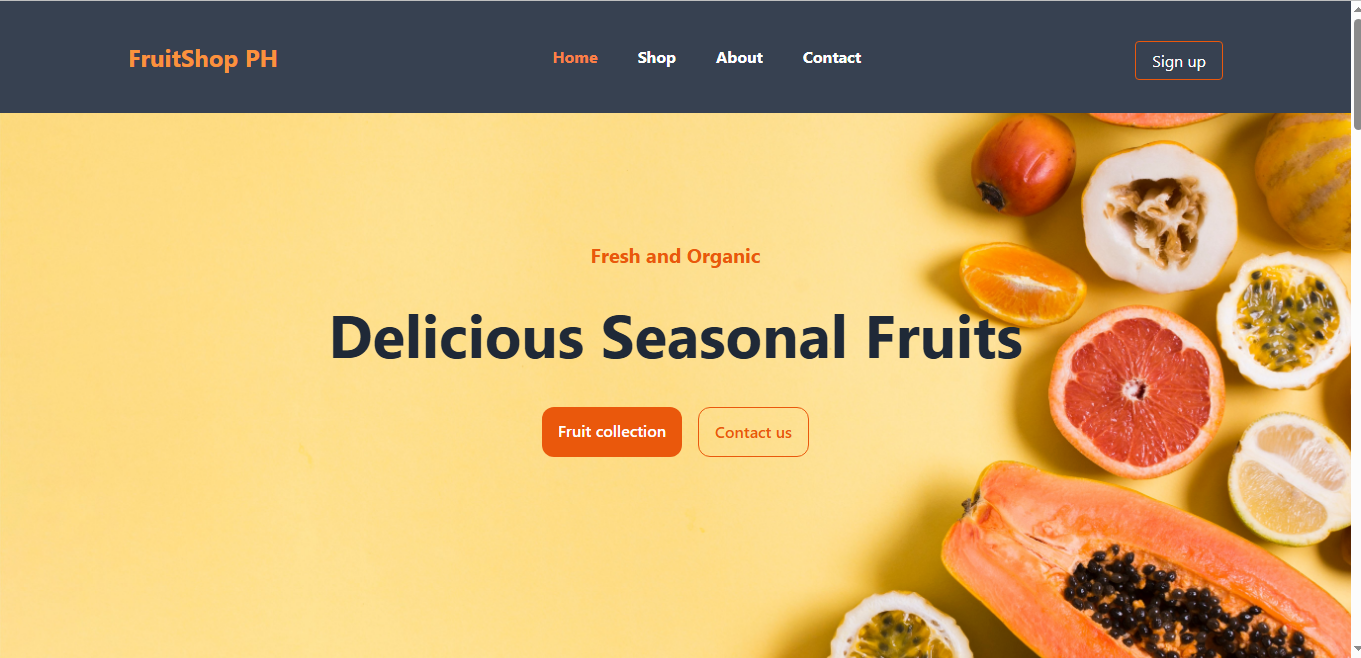 FruitShop PH
Home Shop About Contact
Sign up
Fresh and Organic
Delicious Seasonal Fruits
Fruit collection
Contact us